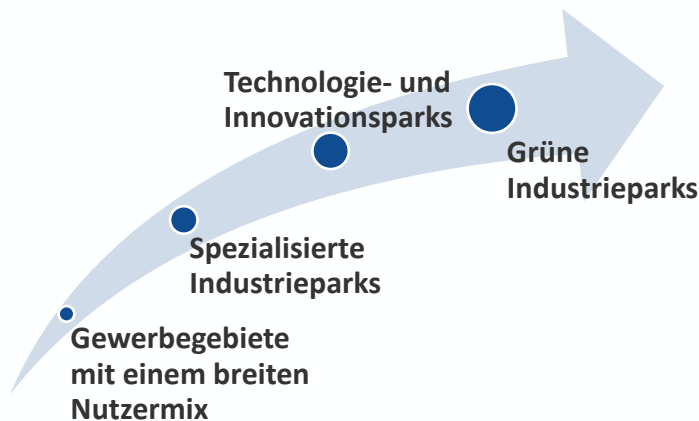 Technologie- und
Innovationsparks
Grüne
Industrieparks
Spezialisierte
Industrieparks
Gewerbegebiete
mit einem breiten
Nutzermix